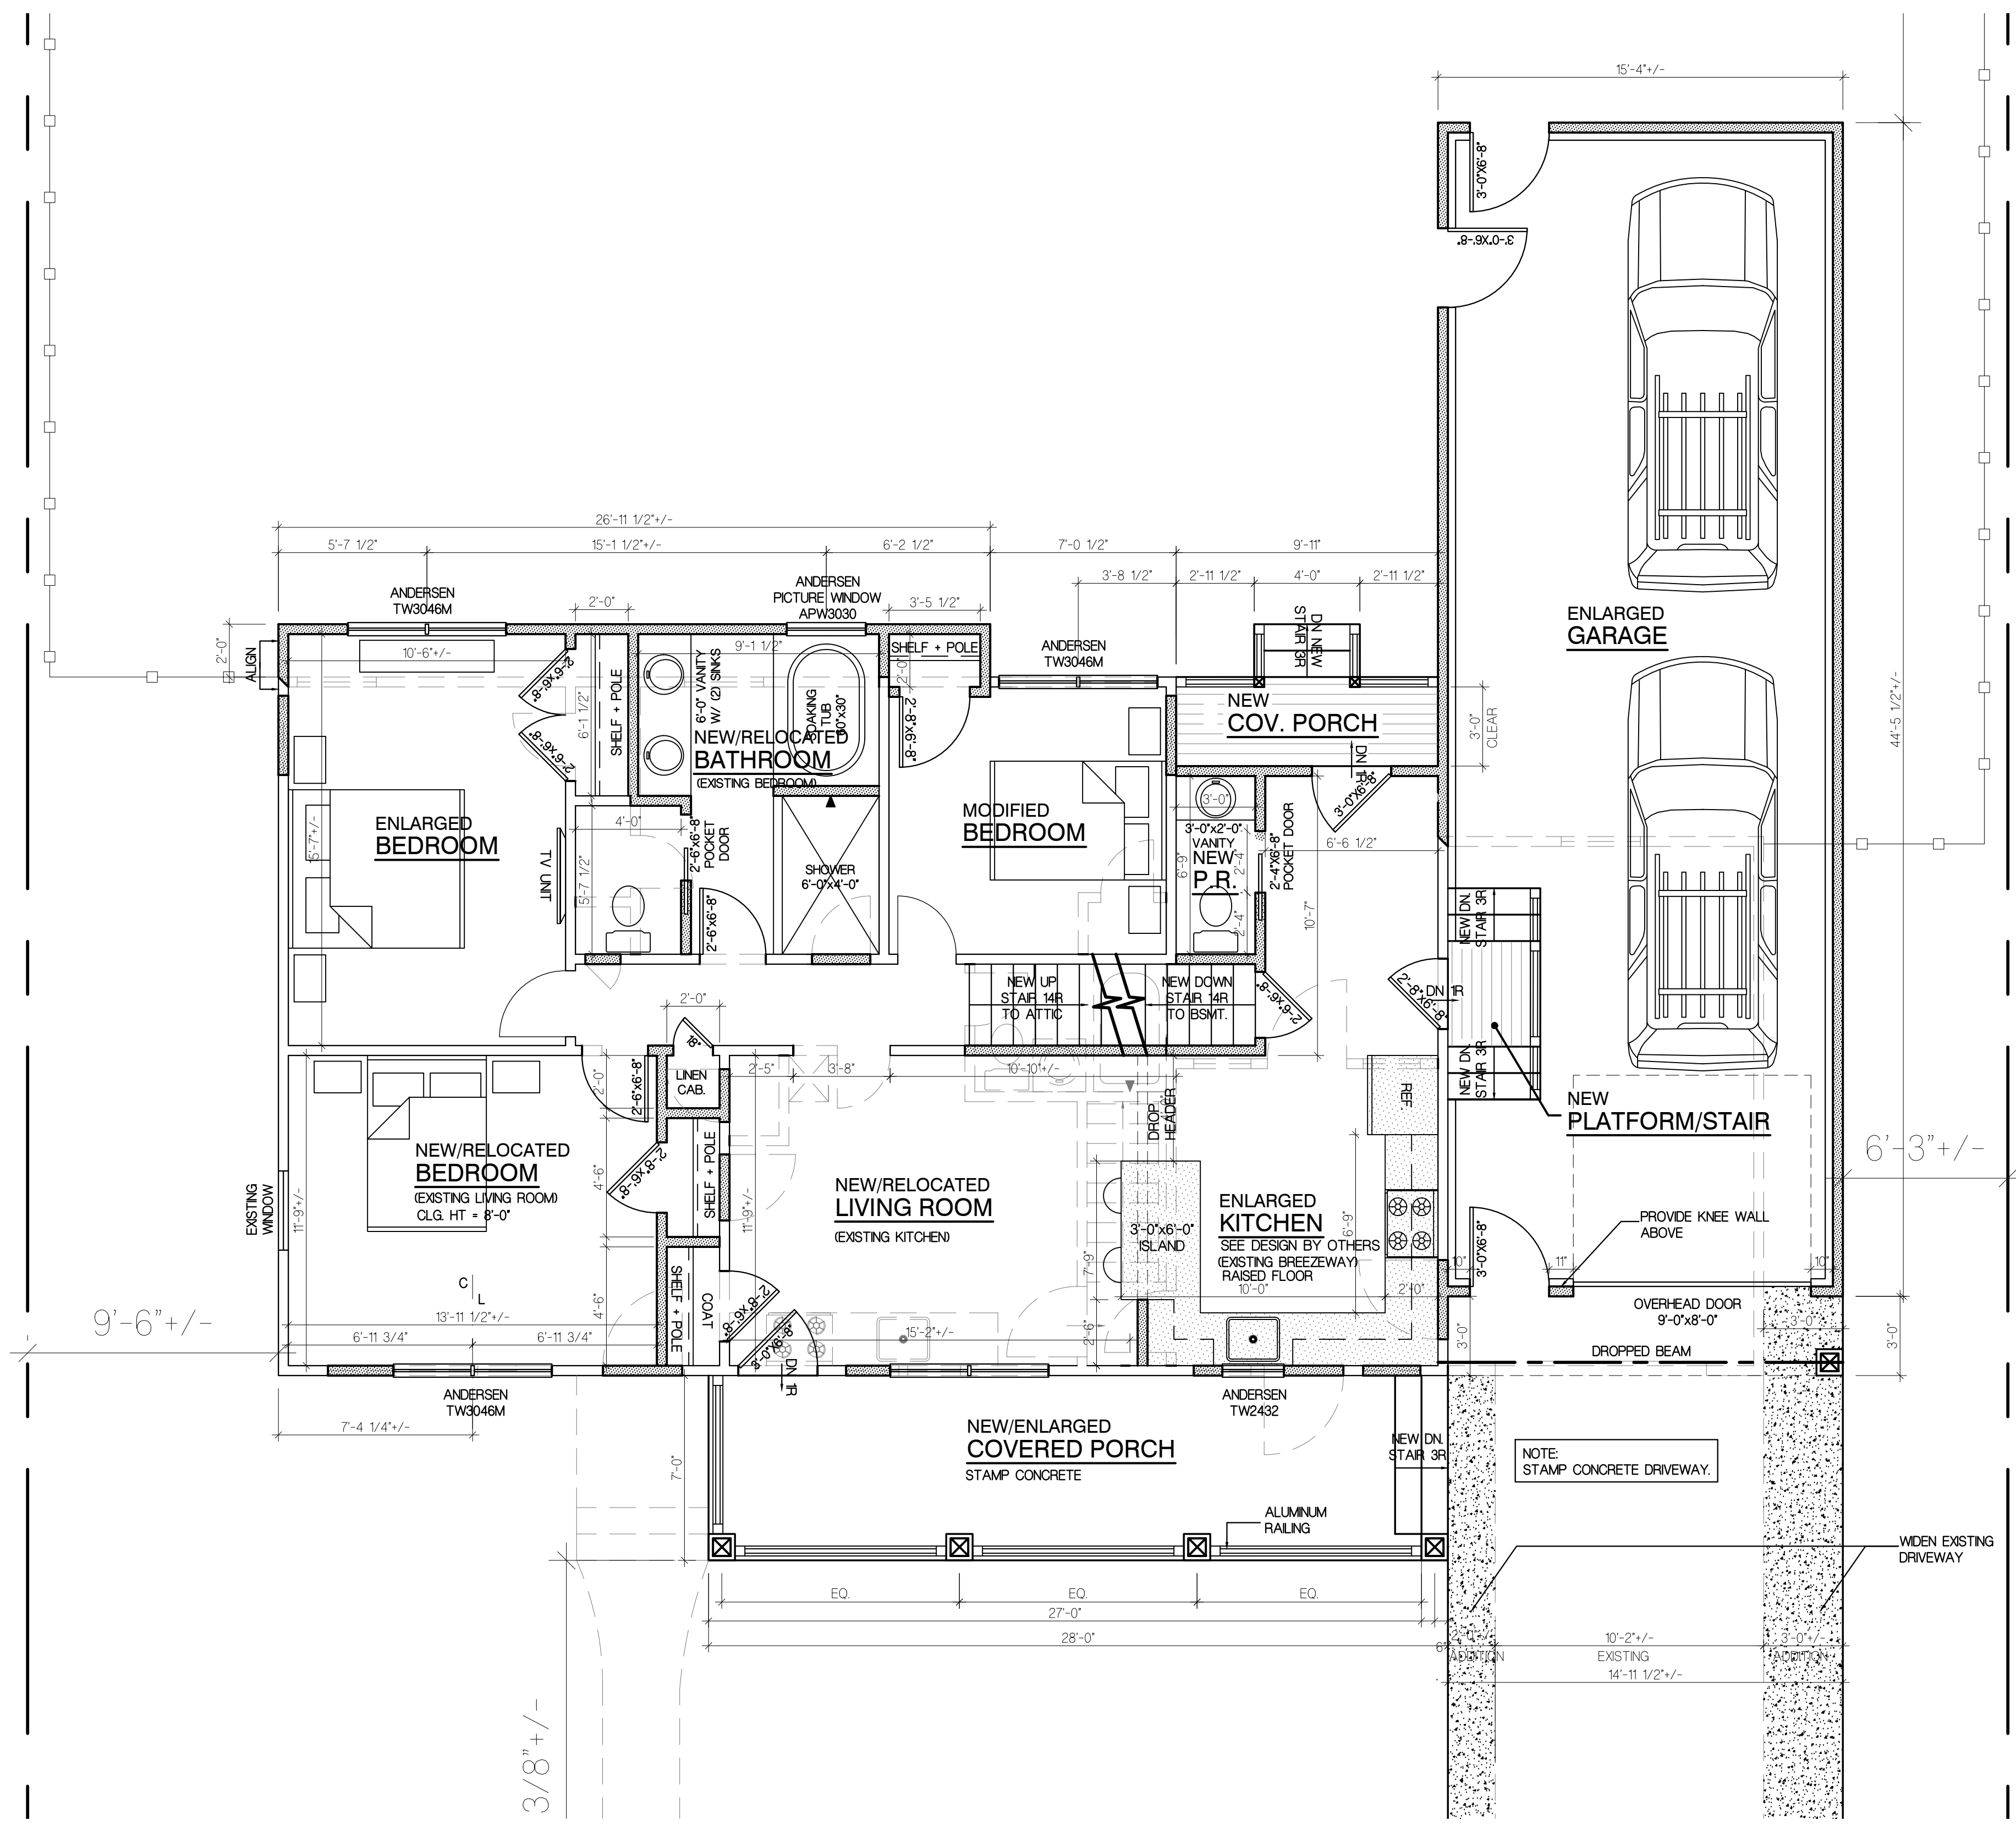 15'-4"+/-
3'-0"X6'-8"
3'-0"X6'-8"
26'-11 1/2"+/-
5'-7 1/2"
15'-1 1/2"+/-
6'-2 1/2"
7'-0 1/2"
9'-11"
3'-8 1/2"
2'-11 1/2"
4'-0"
2'-11 1/2"
ANDERSEN
TW3046M
2'-0"
ANDERSEN
PICTURE WINDOW
APW3030
3'-5 1/2"
DN NEW
STAIR 3R
ENLARGED
GARAGE
2'-0"
ALIGN
10'-6"+/-
2'-6"X6'-8"
2'-6"X6'-8"
6'-1 1/2"
SHELF + POLE
9'-1 1/2"
6'-0" VANITY
W/ (2) SINKS
SOAKING
TUB
60"x30"
SHELF + POLE
2'-0"
2'-8"x6'-8"
ANDERSEN
TW3046M
NEW
COV. PORCH
DN 1R
3'-0"
CLEAR
44'-5 1/2"+/-
NEW/RELOCATED
BATHROOM
(EXISTING BEDROOM)
ENLARGED
BEDROOM
5'-7"+/-
TV UNIT
4'-0"
5'-7 1/2"
2'-6"x6'-8"
POCKET
DOOR
2'-6"x6'-8"
SHOWER
6'-0"x4'-0"
MODIFIED
BEDROOM
3'-0"
3'-0"x2'-0"
VANITY
NEW
P.R.
6'-9"
2'-4"
2'-4"
2'-4"X6'-8"
POCKET DOOR
3'-0"X6'-8"
6'-6 1/2"
10'-7"
NEW DN.
STAIR 3R
2'-8"X6'-8"
DN 1R
NEW DN.
STAIR 3R
NEW UP
STAIR 14R
TO ATTIC
NEW DOWN
STAIR 14R
TO BSMT.
2'-6"X6'-8"
2'-0"
18"
LINEN
CAB.
2'-0"
2'-6"x6'-8"
2'-5"
3'-8"
10'-10"+/-
DROP
HEADER
REF.
NEW
PLATFORM/STAIR
6'-3"+/-
NEW/RELOCATED
BEDROOM
(EXISTING LIVING ROOM)
CLG. HT = 8'-0"
EXISTING
WINDOW
11'-9"+/-
4'-6"
2'-8"X6'-8"
SHELF + POLE
11'-9"+/-
NEW/RELOCATED
LIVING ROOM
(EXISTING KITCHEN)
3'-0"x6'-0"
ISLAND
7'-9"
ENLARGED
KITCHEN
SEE DESIGN BY OTHERS
(EXISTING BREEZEWAY)
RAISED FLOOR
6'-9"
10'-0"
2'-0"
10"
3'-0"X6'-8"
11"
10"
PROVIDE KNEE WALL
ABOVE
C
L
13'-11 1/2"+/-
6'-11 3/4"
6'-11 3/4"
4'-6"
SHELF + POLE
COAT
2'-8"X6'-8"
3'-0"X6'-8"
DN 1R
15'-2"+/-
2'-6"
3'-0"
OVERHEAD DOOR
9'-0"x8'-0"
3'-0"
3'-0"
DROPPED BEAM
9'-6"+/-
ANDERSEN
TW3046M
7'-4 1/4"+/-
7'-0"
ANDERSEN
TW2432
NEW/ENLARGED
COVERED PORCH
STAMP CONCRETE
NEW DN.
STAIR 3R
NOTE:
STAMP CONCRETE DRIVEWAY.
ALUMINUM
RAILING
WIDEN EXISTING
DRIVEWAY
EQ.
EQ.
EQ.
27'-0"
28'-0"
6"
2'-0"+/-
ADDITION
10'-2"+/-
EXISTING
3'-0"+/-
ADDITION
14'-11 1/2"+/-
3/8"+/-